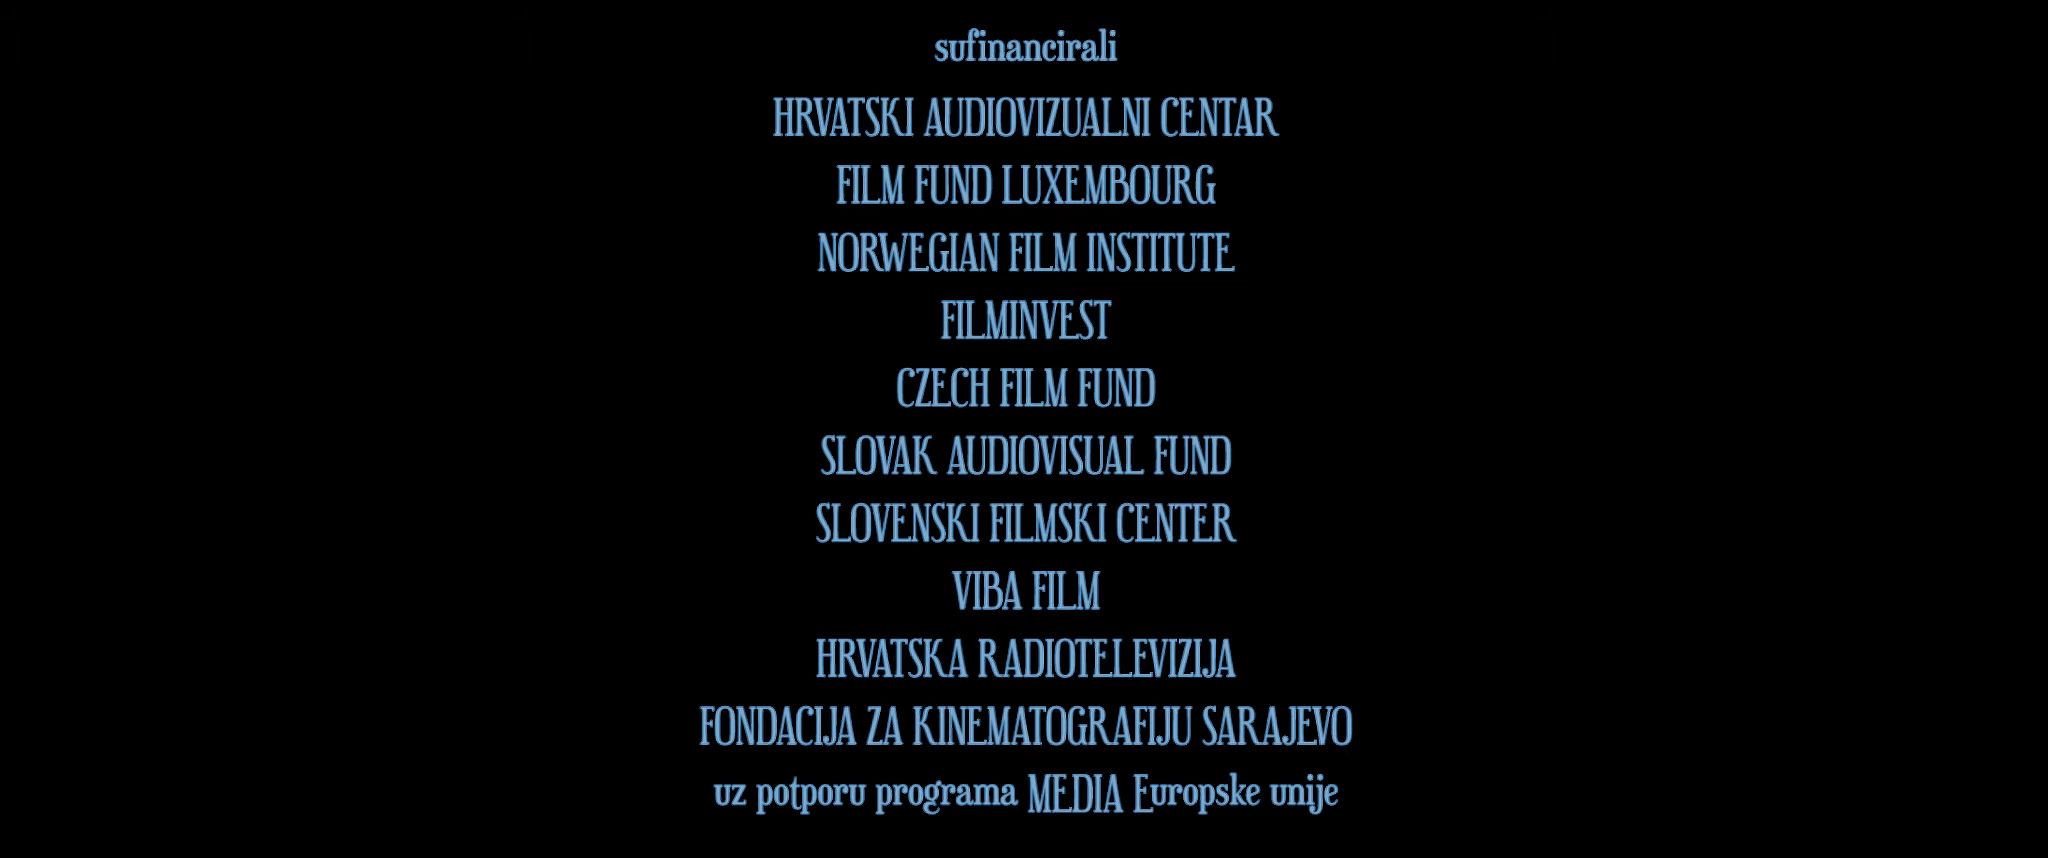 sufinancirali
HRVATSKI AUDIOVIZUALNI CENTAR
FILM FUND LUXEMBOURG
NORWEGIAN FILM INSTITUTE
FILMINVEST
CZECH FILM FUND
SLOVAK AUDIOVISUAL FUND
SLOVENSKI FILMSKI CENTER
VIBA FILM
HRVATSKA RADIOTELEVIZIJA
FONDACIJA ZA KINEMATOGRAFIJU SARAJEVO
uz potporu programa MEDIA Europske unije